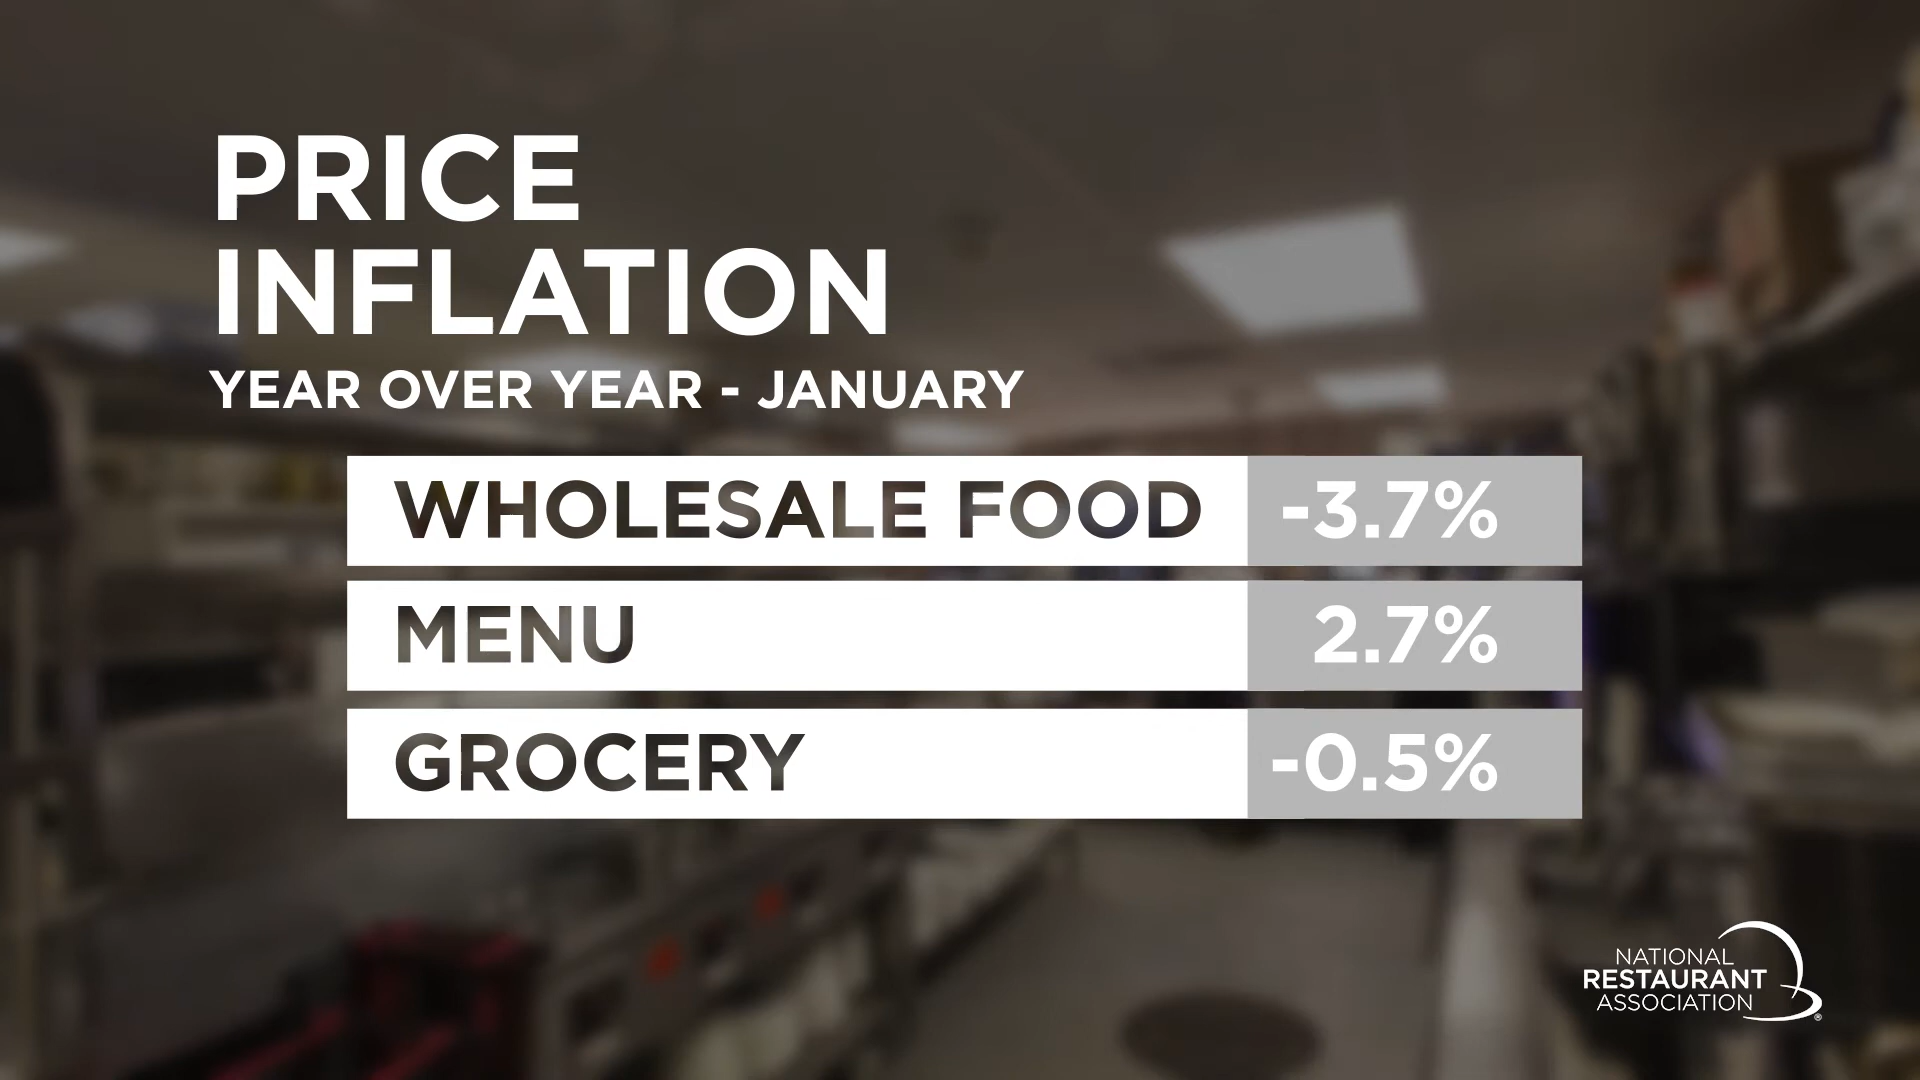 PRICE
INFLATION
YEAR OVER YEAR - JANUARY
WHOLESALE FOOD -3.7%
MENU 2.7%
GROCERY -0.5%
NATIONAL
RESTAURANT
ASSOCIATION
®